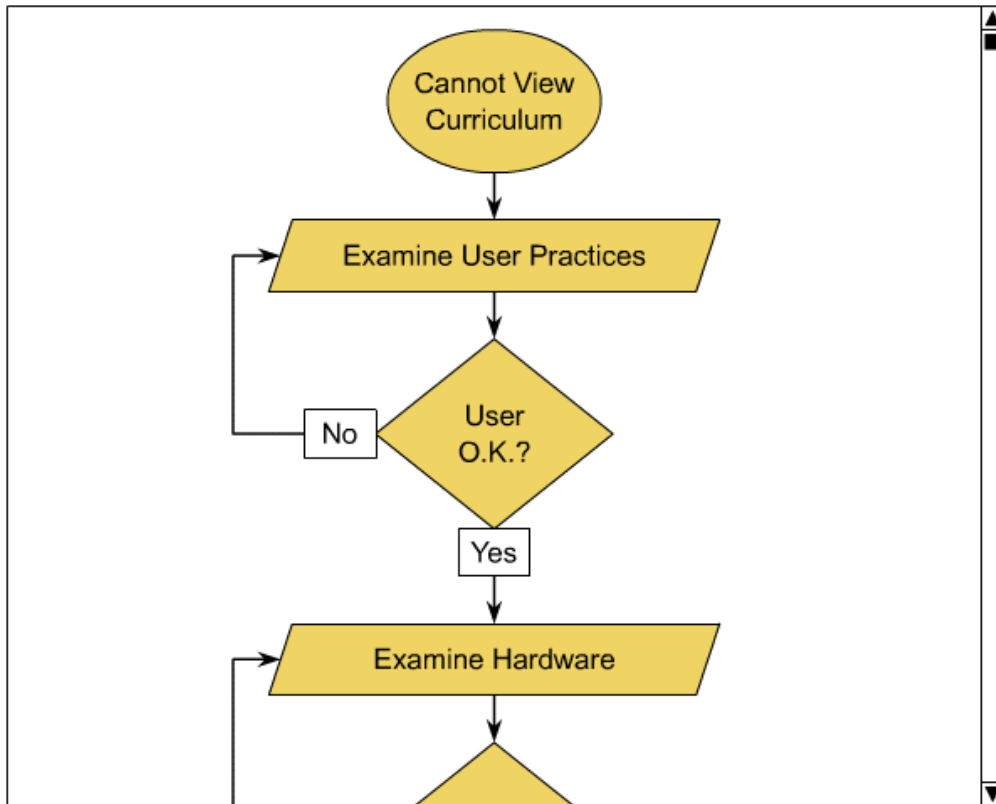 Cannot View
Curriculum
Examine User Practices
User
O.K.?
No
Yes
Examine Hardware